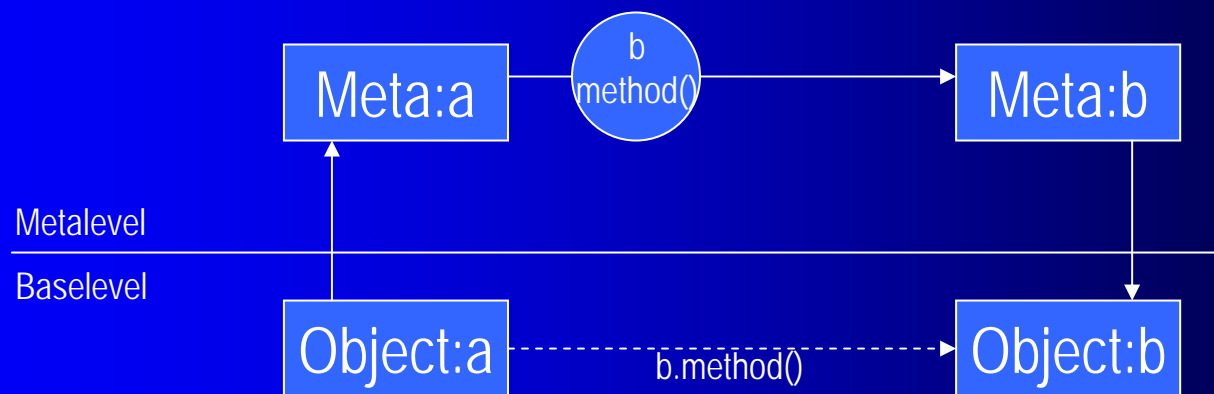 b
method()
Meta:a
Meta:b
Metalevel
Baselevel
Object:a
b.method()
Object:b